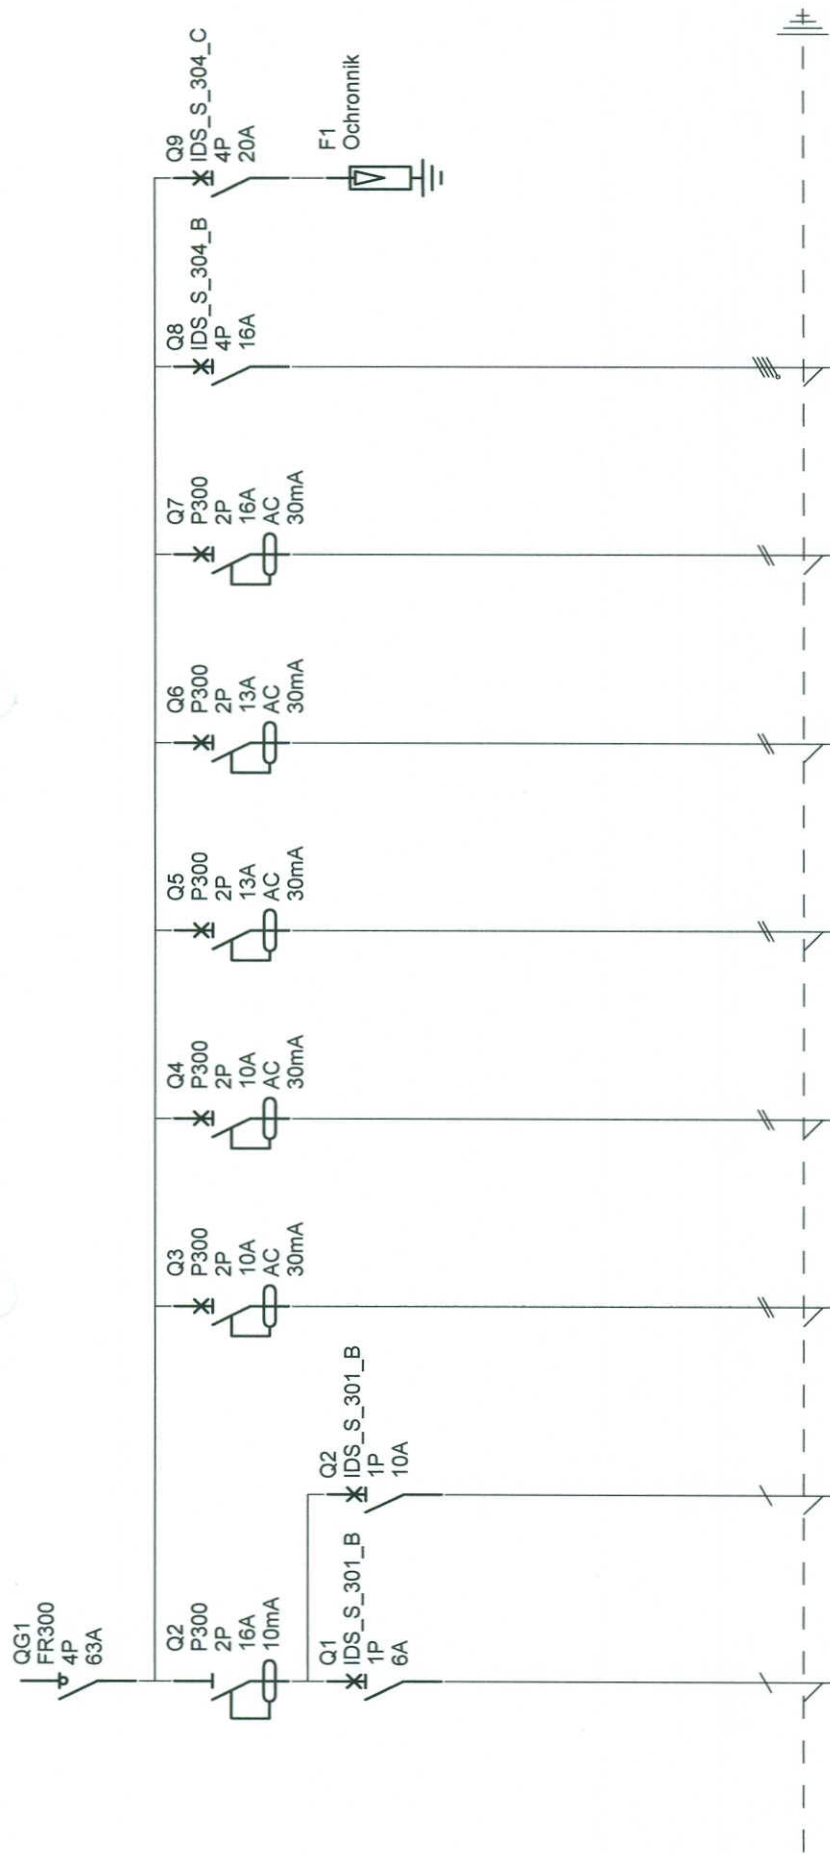 QG1
FR300
4P
63A
Q2
P300
2P
16A
10mA
Q1
IDS_S_301_B
1P
6A
Q2
IDS_S_301_B
1P
10A
Q3
P300
2P
10A
AC
30mA
Q4
P300
2P
10A
AC
30mA
Q5
P300
2P
13A
AC
30mA
Q6
P300
2P
13A
AC
30mA
Q7
P300
2P
16A
AC
30mA
Q8
IDS_S_304_B
4P
16A
Q9
IDS_S_304_C
4P
20A
F1
Ochronnik